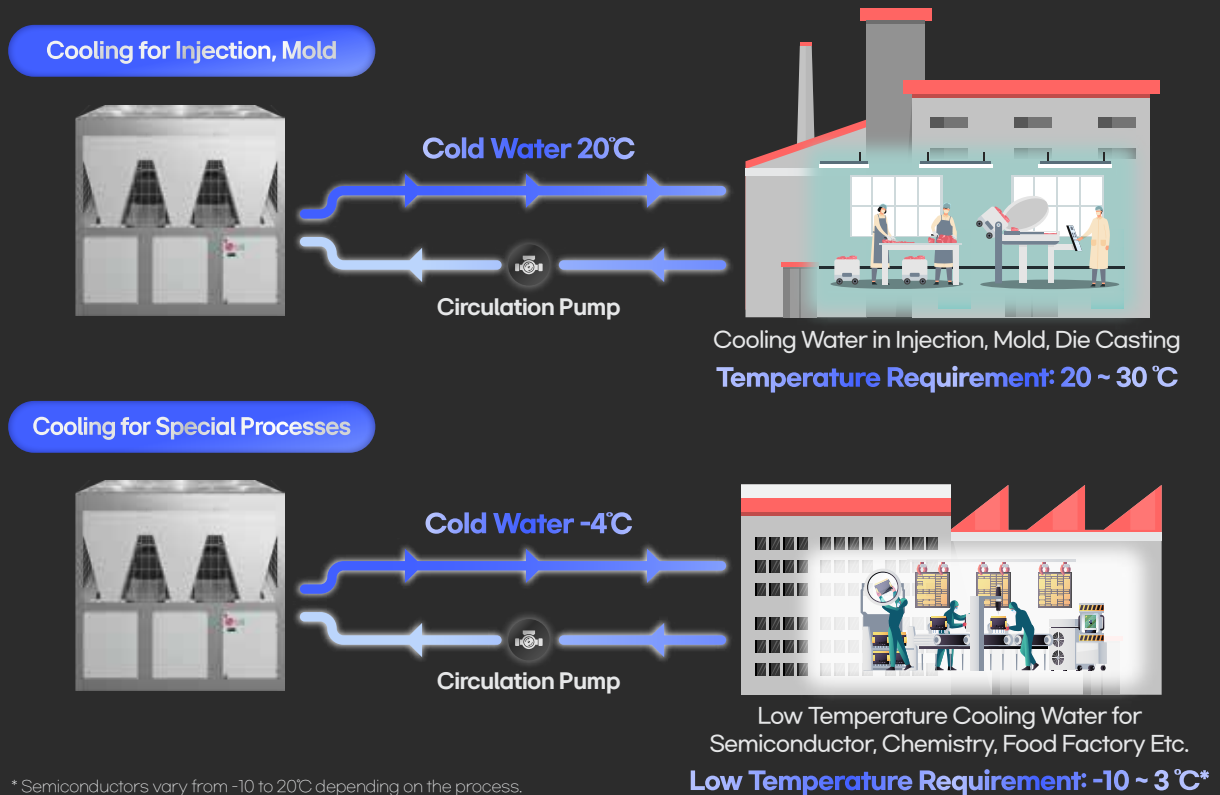 Cooling for Injection, Mold
Cold Water 20℃
Circulation Pump
Cooling Water in Injection, Mold, Die Casting
Temperature Requirement: 20 ~ 30 ℃
Cooling for Special Processes
Cold Water -4℃
Circulation Pump
Low Temperature Cooling Water for
Semiconductor, Chemistry, Food Factory Etc.
Low Temperature Requirement: -10 ~ 3 ℃*
* Semiconductors vary from -10 to 20℃ depending on the process.